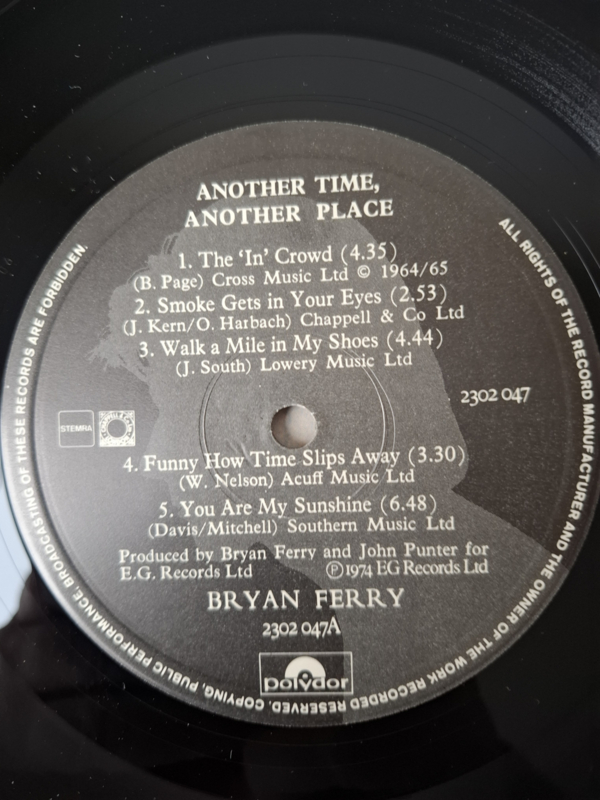 ANOTHER TIME,
ANOTHER PLACE
1. The 'In' Crowd (4.35)
(B. Page) Cross Music Ltd © 1964/65
2. Smoke Gets in Your Eyes (2.53)
(J. Kern/O. Harbach) Chappell & Co Ltd
3. Walk a Mile in My Shoes (4.44)
(J. South) Lowery Music Ltd
2302 047
STEMRA
4. Funny How Time Slips Away (3.30)
(W. Nelson) Acuff Music Ltd
5. You Are My Sunshine (6.48)
(Davis/Mitchell) Southern Music Ltd
Produced by Bryan Ferry and John Punter for
E.G. Records Ltd ℗1974 EG Records Ltd
BRYAN FERRY
2302 047A
polydor
ALL RIGHTS OF THE RECORD MANUFACTURER AND THE OWNER OF THE WORK RECORDED RESERVED. COPYING, PUBLIC PERFORMANCE, BROADCASTING OF THESE RECORDS ARE FORBIDDEN.